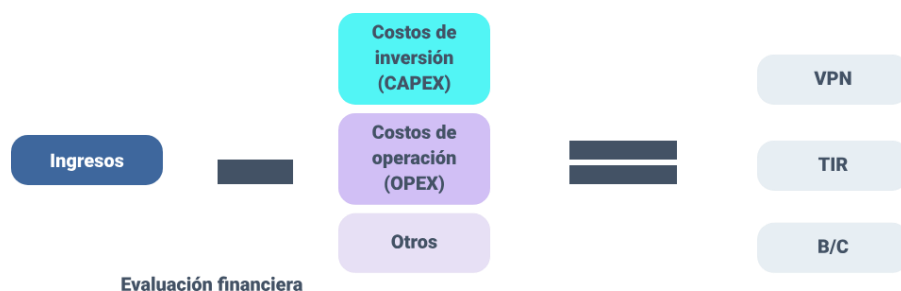 Ingresos
Costos de
inversión
(CAPEX)
Costos de
operación
(OPEX)
Otros
VPN
TIR
B/C
Evaluación financiera